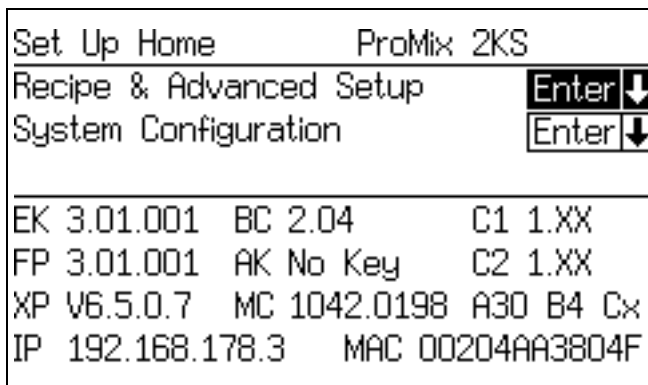 Set Up Home ProMix 2KS
Recipe & Advanced Setup Enter
System Configuration Enter
EK 3.01.001 BC 2.04 C1 1.XX
FP 3.01.001 AK No Key C2 1.XX
XP V6.5.0.7 MC 1042.0198 A30 B4 Cx
IP 192.168.178.3 MAC 00204AA3804F